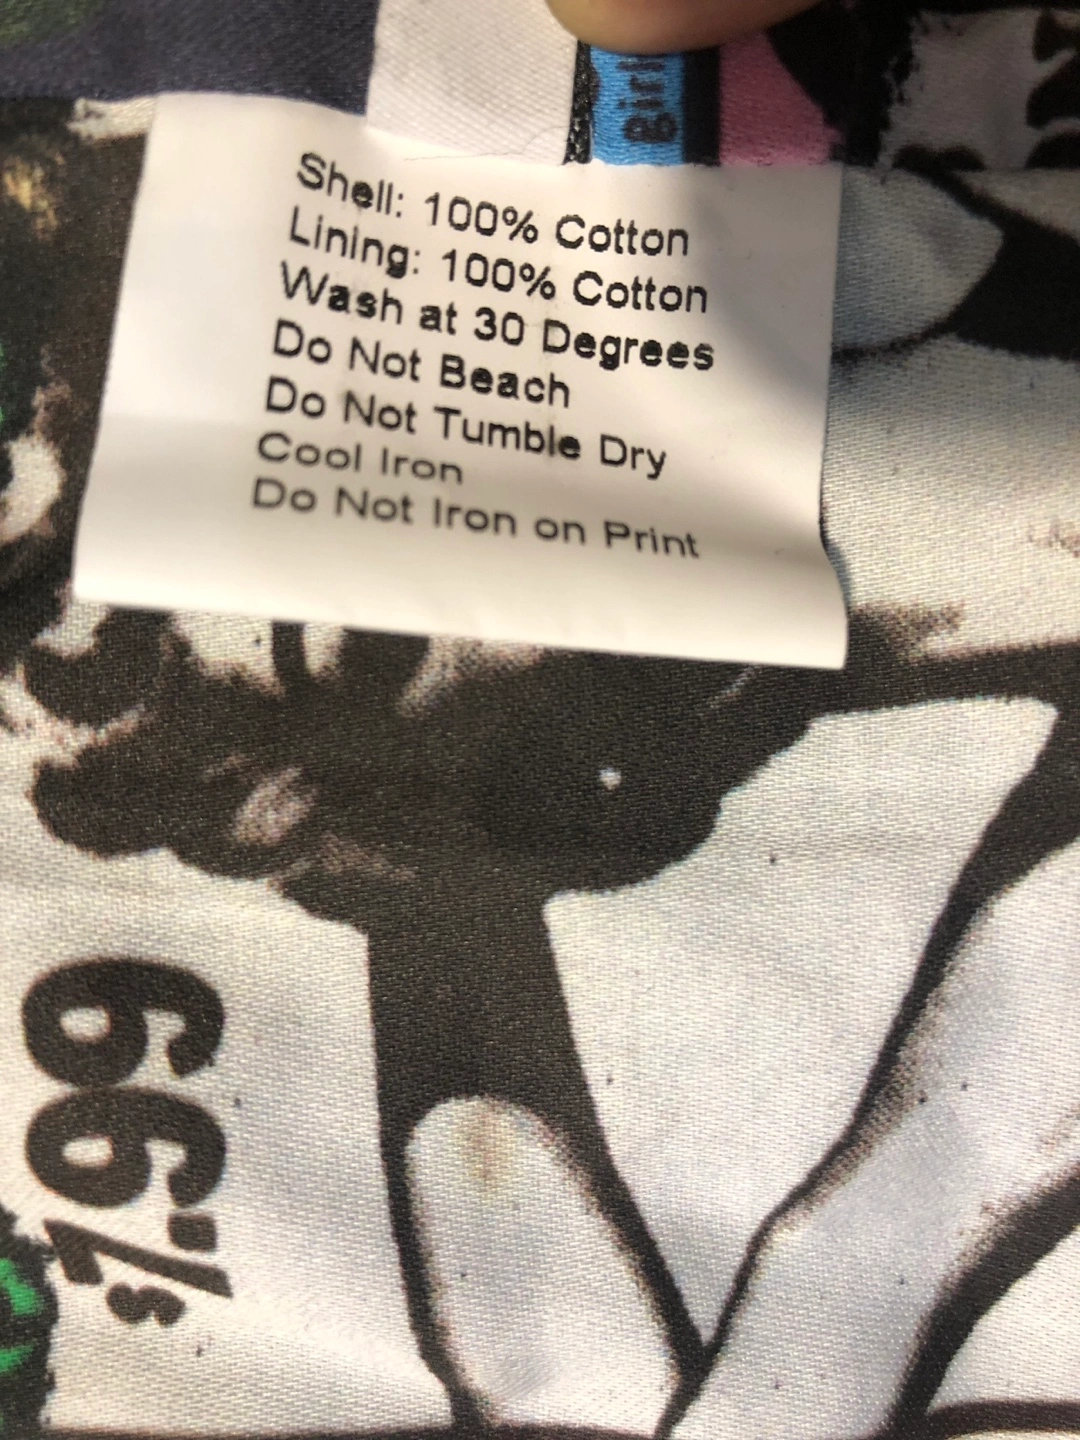 Shell: 100% Cotton
Lining: 100% Cotton
Wash at 30 Degrees
Do Not Beach
Do Not Tumble Dry
Cool Iron
Do Not Iron on Print
$1.99